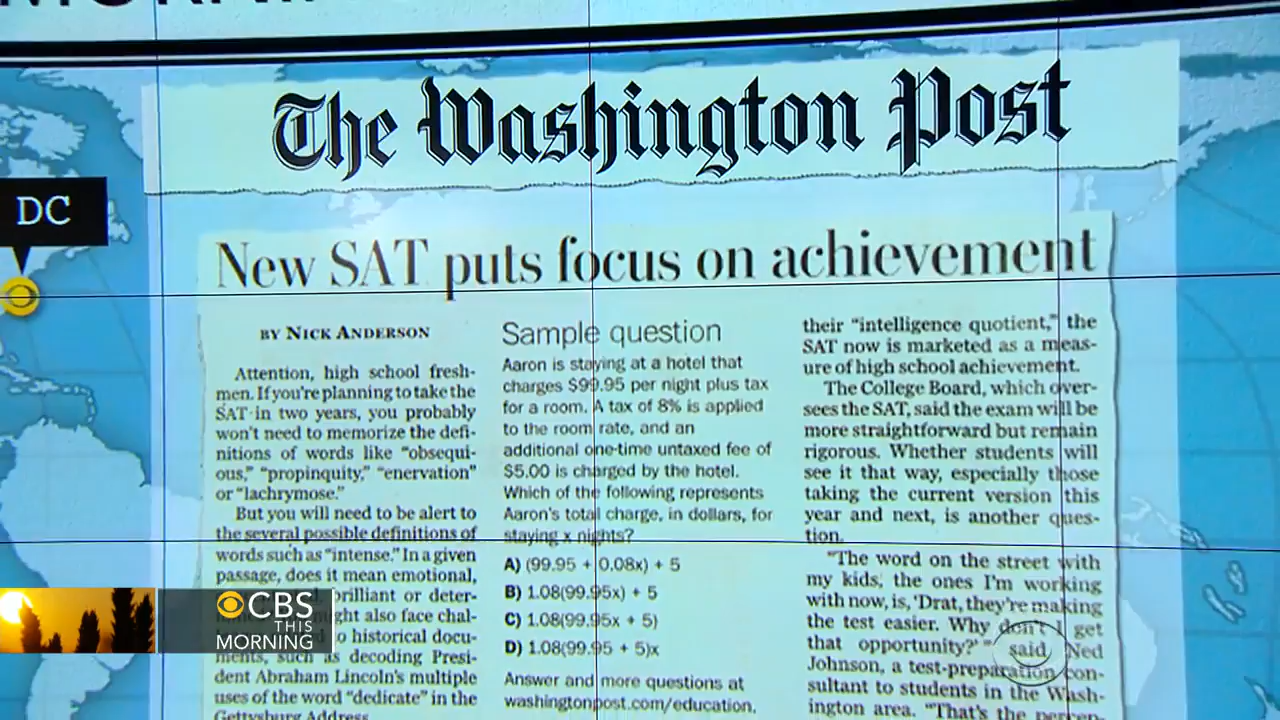 The Washington Post
DC
New SAT puts focus on achievement
BY NICK ANDERSON
Attention, high school fresh-
men. If you're planning to take the
SAT in two years, you probably
won't need to memorize the defi-
nitions of words like "obsequi-
ous," "propinquity," "enervation"
or "lachrymose."
But you will need to be alert to
the several possible definitions of
words such as "intense." In a given
passage, does it mean emotional,
brilliant or deter-
might also face chal-
o historical docu-
ments, such as decoding Presi-
dent Abraham Lincoln's multiple
uses of the word "dedicate" in the
Gettysburg Address.
Sample question
Aaron is staying at a hotel that
charges $99.95 per night plus tax
for a room. A tax of 8% is applied
to the room rate, and an
additional one-time untaxed fee of
$5.00 is charged by the hotel.
Which of the following represents
Aaron's total charge, in dollars, for
staying x nights?
A) (99.95 + 0.08x) + 5
B) 1.08(99.95x) + 5
C) 1.08(99.95x + 5)
D) 1.08(99.95 + 5)x
Answer and more questions at
washingtonpost.com/education.
their "intelligence quotient," the
SAT now is marketed as a meas-
ure of high school achievement.
The College Board, which over-
sees the SAT, said the exam will be
more straightforward but remain
rigorous. Whether students will
see it that way, especially those
taking the current version this
year and next, is another ques-
tion.
"The word on the street with
my kids, the ones I'm working
with now, is, 'Drat, they're making
the test easier. Why don't I get
that opportunity?' " said Ned
Johnson, a test-preparation con-
sultant to students in the Wash-
ington area. "That's the percep-
CBS
THIS
MORNING